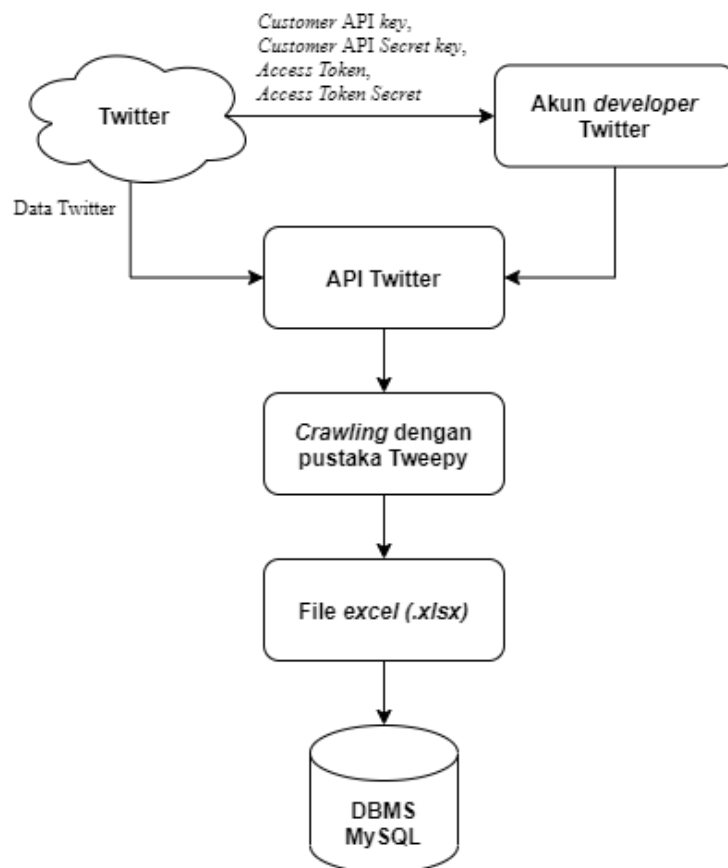 Customer API key,
Customer API Secret key,
Access Token,
Access Token Secret
Twitter
Akun developer
Twitter
Data Twitter
API Twitter
Crawling dengan
pustaka Tweepy
File excel (.xlsx)
DBMS
MySQL